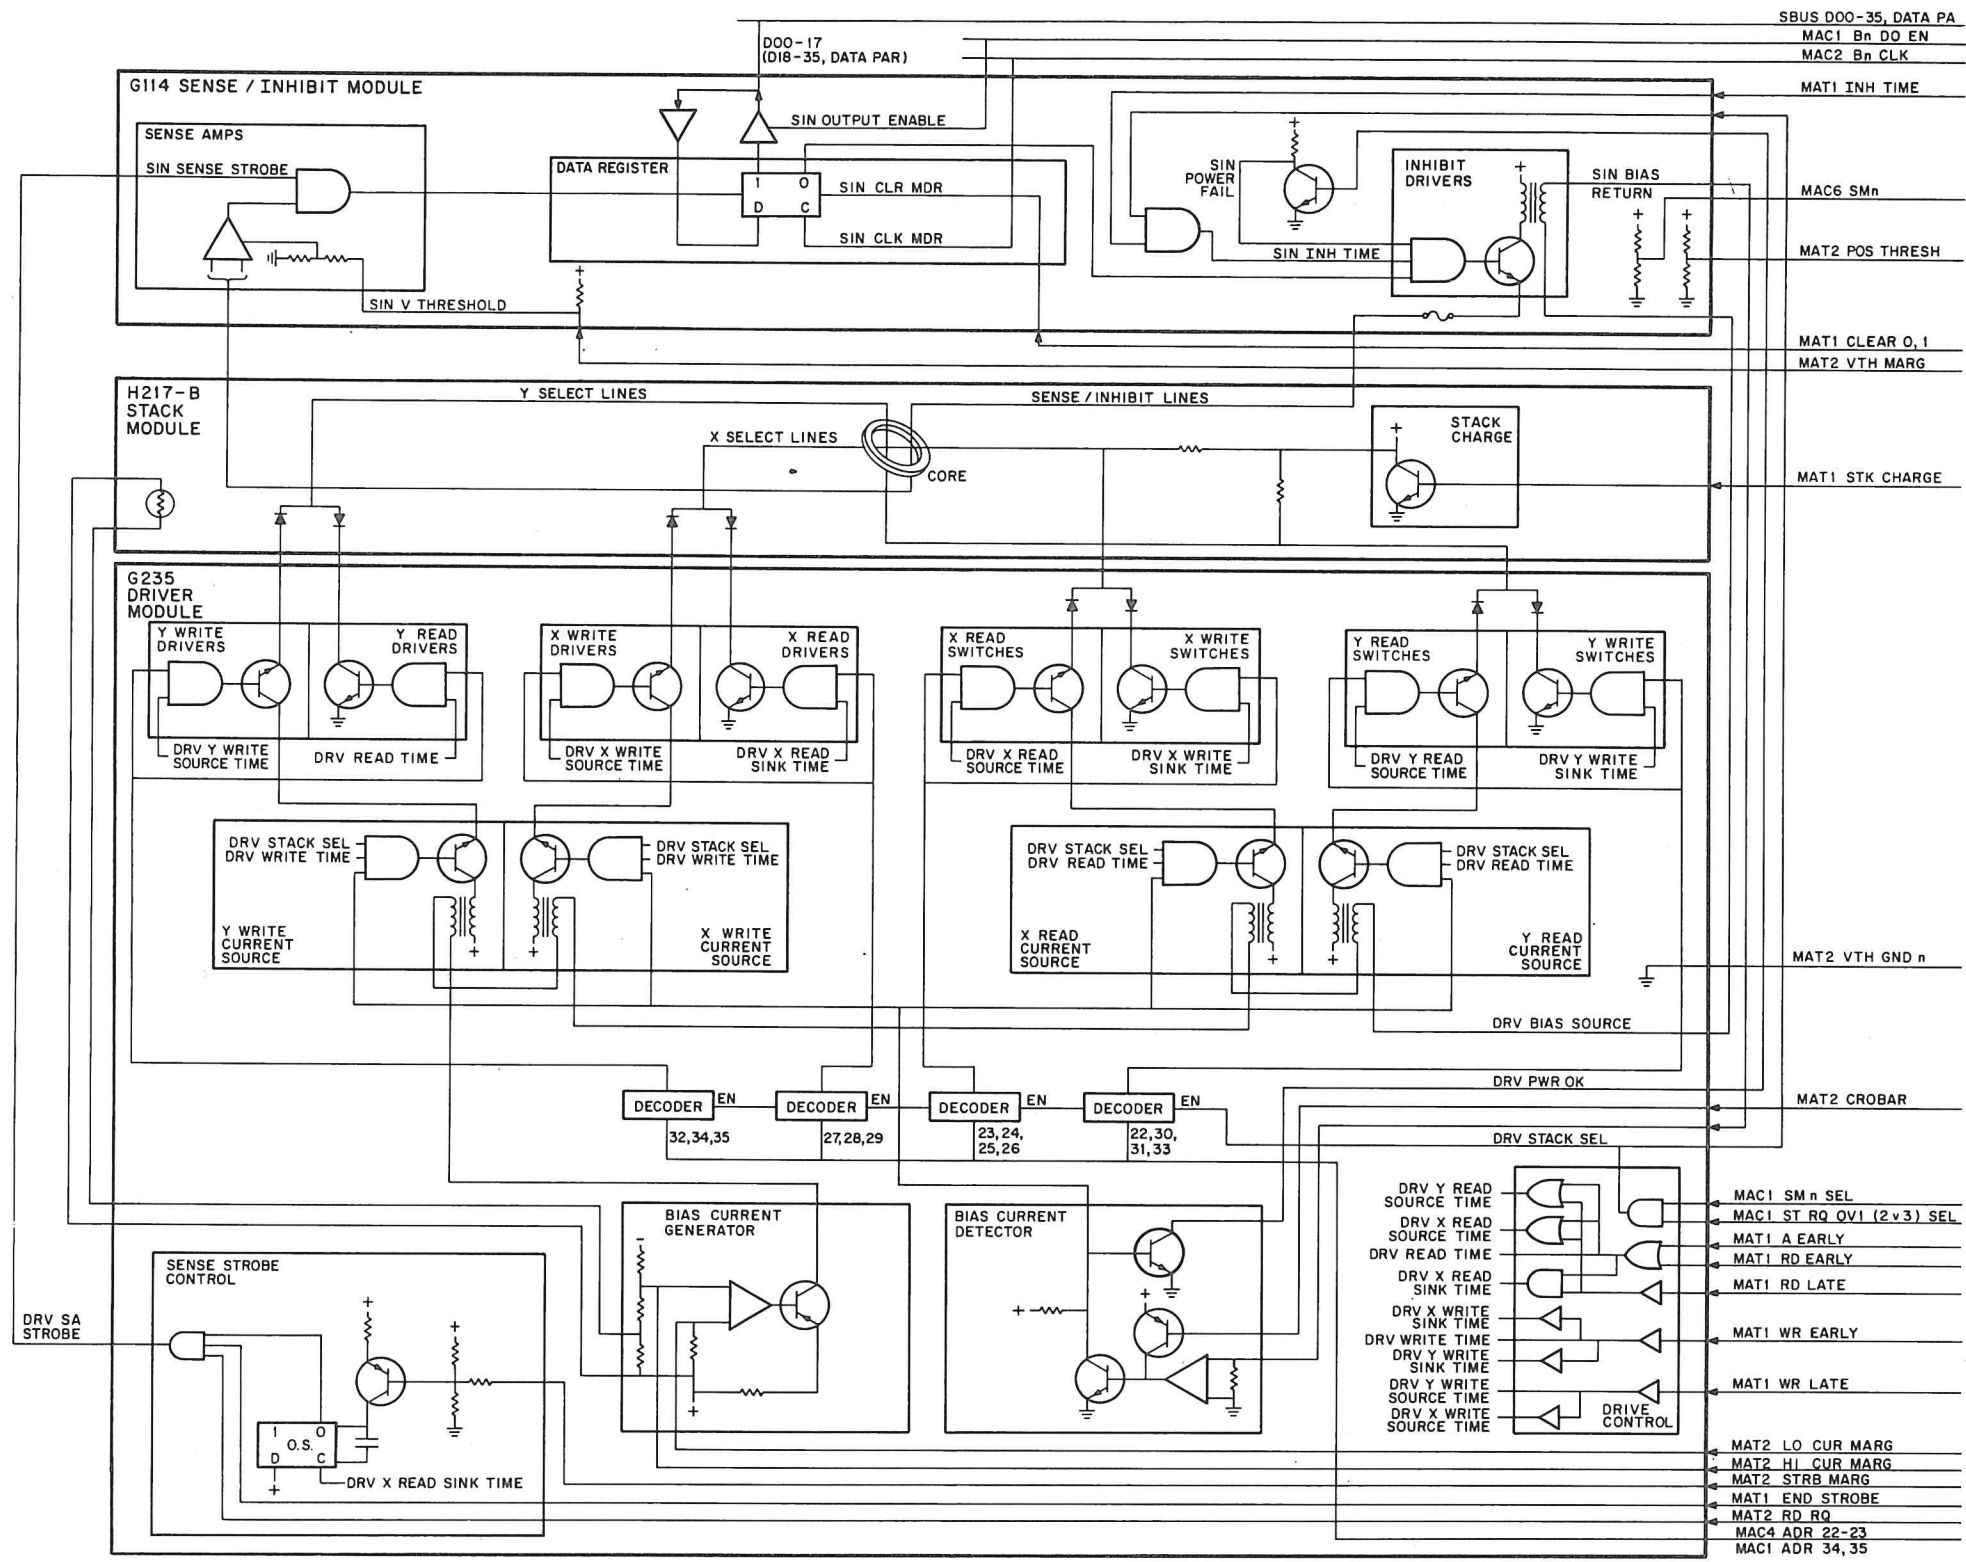 SBUS D00-35, DATA PA
MAC1 Bn DO EN
MAC2 Bn CLK
D00-17
(D18-35, DATA PAR)
G114 SENSE / INHIBIT MODULE
MAT1 INH TIME
SENSE AMPS
SIN SENSE STROBE
SIN OUTPUT ENABLE
DATA REGISTER
1 0
D C
SIN CLR MDR
SIN CLK MDR
+
SIN
POWER
FAIL
INHIBIT
DRIVERS
+
SIN BIAS
RETURN
MAC6 SMn
+ +
SIN INH TIME
MAT2 POS THRESH
+
SIN V THRESHOLD
MAT1 CLEAR 0,1
MAT2 VTH MARG
H217-B
STACK
MODULE
Y SELECT LINES
SENSE/INHIBIT LINES
X SELECT LINES
CORE
STACK
CHARGE
+
MAT1 STK CHARGE
G235
DRIVER
MODULE
Y WRITE
DRIVERS
Y READ
DRIVERS
X WRITE
DRIVERS
X READ
DRIVERS
X READ
SWITCHES
X WRITE
SWITCHES
Y READ
SWITCHES
Y WRITE
SWITCHES
DRV Y WRITE
SOURCE TIME
DRV READ TIME
DRV X WRITE
SOURCE TIME
DRV X READ
SINK TIME
DRV X READ
SOURCE TIME
DRV X WRITE
SINK TIME
DRV Y READ
SOURCE TIME
DRV Y WRITE
SINK TIME
DRV STACK SEL
DRV WRITE TIME
DRV STACK SEL
DRV WRITE TIME
DRV STACK SEL
DRV READ TIME
DRV STACK SEL
DRV READ TIME
Y WRITE
CURRENT
SOURCE
+ +
X WRITE
CURRENT
SOURCE
X READ
CURRENT
SOURCE
+ +
Y READ
CURRENT
SOURCE
MAT2 VTH GND n
DRV BIAS SOURCE
DRV PWR OK
DECODER
EN
DECODER
EN
DECODER
EN
DECODER
EN
MAT2 CROBAR
32,34,35
27,28,29
23,24,
25,26
22,30,
31,33
DRV STACK SEL
BIAS CURRENT
GENERATOR
-
+
BIAS CURRENT
DETECTOR
+
+
DRV Y READ
SOURCE TIME
DRV X READ
SOURCE TIME
DRV READ TIME
DRV X READ
SINK TIME
DRV X WRITE
SINK TIME
DRV WRITE TIME
DRV Y WRITE
SINK TIME
DRV Y WRITE
SOURCE TIME
DRV X WRITE
SOURCE TIME
DRIVE
CONTROL
MAC1 SMn SEL
MAC1 ST RQ 0V1 (2v3) SEL
MAT1 A EARLY
MAT1 RD EARLY
MAT1 RD LATE
MAT1 WR EARLY
MAT1 WR LATE
SENSE STROBE
CONTROL
DRV SA
STROBE
+
+
1 0
O.S.
D C
+
DRV X READ SINK TIME
MAT2 LO CUR MARG
MAT2 HI CUR MARG
MAT2 STRB MARG
MAT1 END STROBE
MAT2 RD RQ
MAC4 ADR 22-23
MAC1 ADR 34,35